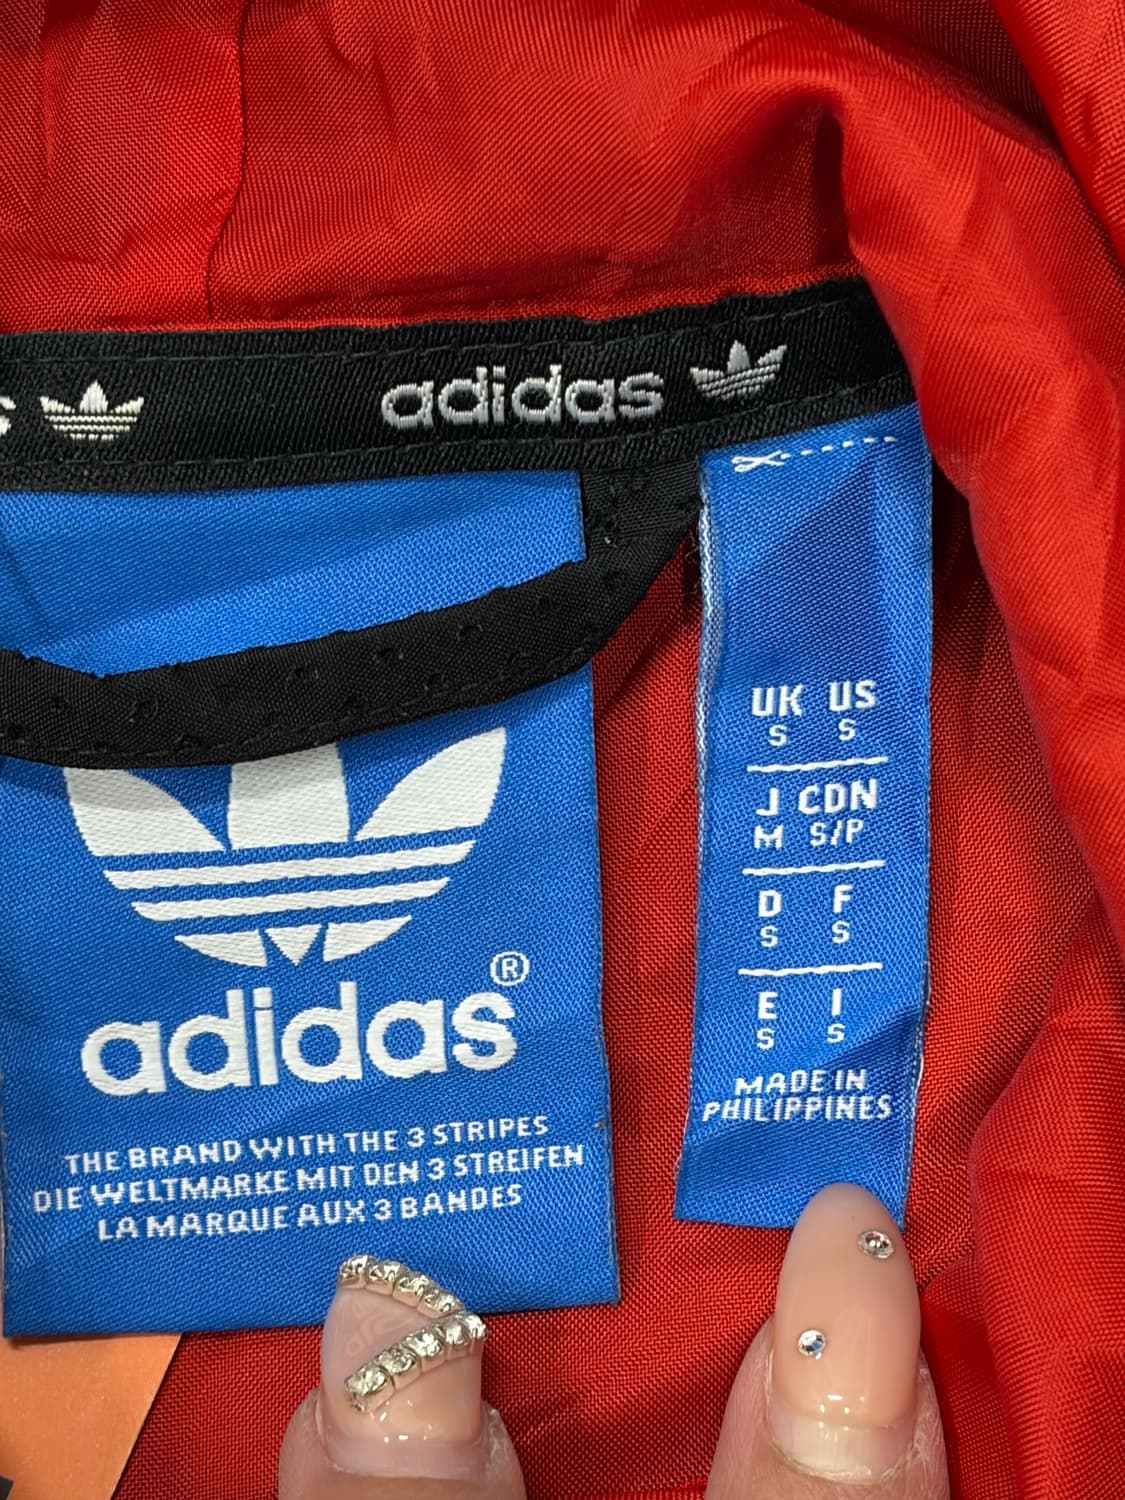 s adidas
adidas®
THE BRAND WITH THE 3 STRIPES
DIE WELTMARKE MIT DEN 3 STREIFEN
LA MARQUE AUX 3 BANDES
UK US
S S
J CDN
M S/P
D F
S S
E I
S S
MADE IN
PHILIPPINES